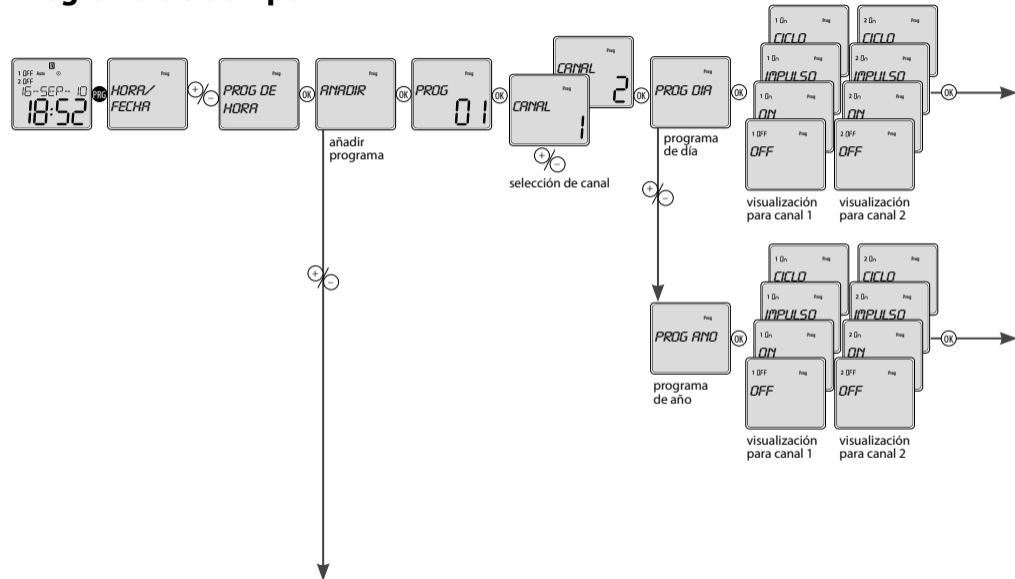 1 OFF Auto
2 OFF
16-SEP-10
18:52
PRG
Prog
HORA/
FECHA
+/-
Prog
PROG DE
HORA
OK
Prog
ANADIR
añadir
programa
OK
Prog
PROG
01
OK
Prog
CANAL
2
Prog
CANAL
1
+/-
selección de canal
OK
Prog
PROG DIA
programa
de día
OK
1 On Prog
CICLO
1 On Prog
IMPULSO
1 On Prog
ON
1 OFF Prog
OFF
visualización
para canal 1
2 On Prog
CICLO
2 On Prog
IMPULSO
2 On Prog
ON
2 OFF Prog
OFF
visualización
para canal 2
OK
+/-
+/-
Prog
PROG ANO
programa
de año
OK
1 On Prog
CICLO
1 On Prog
IMPULSO
1 On Prog
ON
1 OFF Prog
OFF
visualización
para canal 1
2 On Prog
CICLO
2 On Prog
IMPULSO
2 On Prog
ON
2 OFF Prog
OFF
visualización
para canal 2
OK